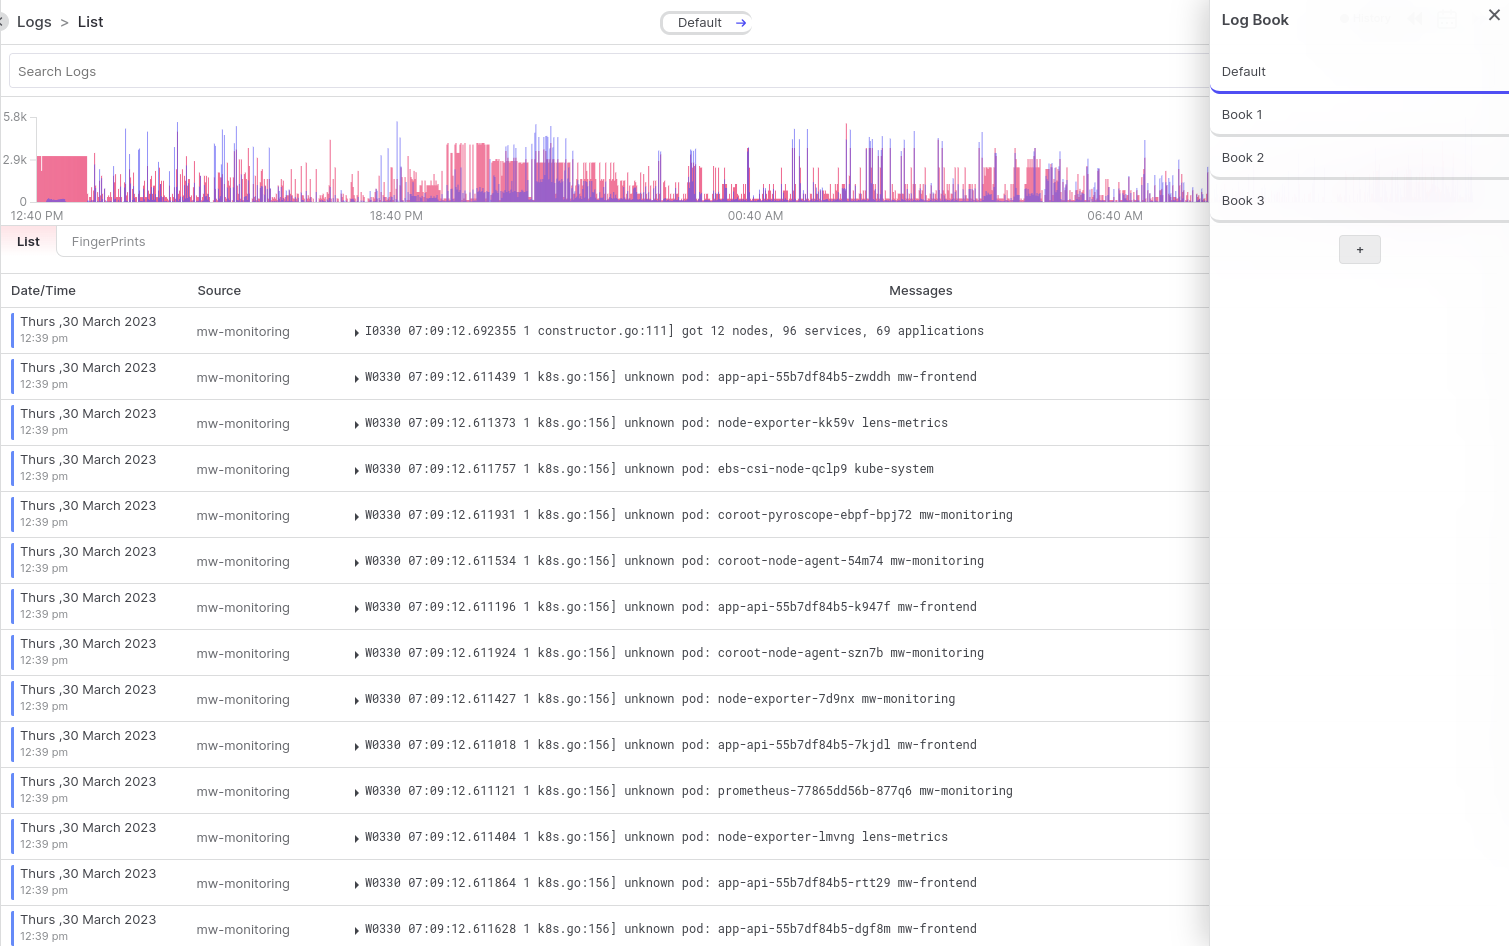 Logs > List
Default →
Search Logs
5.8k
2.9k
0
12:40 PM 18:40 PM 00:40 AM 06:40 AM
List FingerPrints
Date/Time Source Messages
Thurs ,30 March 2023
12:39 pm
mw-monitoring
I0330 07:09:12.692355 1 constructor.go:111] got 12 nodes, 96 services, 69 applications
Thurs ,30 March 2023
12:39 pm
mw-monitoring
W0330 07:09:12.611439 1 k8s.go:156] unknown pod: app-api-55b7df84b5-zwddh mw-frontend
Thurs ,30 March 2023
12:39 pm
mw-monitoring
W0330 07:09:12.611373 1 k8s.go:156] unknown pod: node-exporter-kk59v lens-metrics
Thurs ,30 March 2023
12:39 pm
mw-monitoring
W0330 07:09:12.611757 1 k8s.go:156] unknown pod: ebs-csi-node-qclp9 kube-system
Thurs ,30 March 2023
12:39 pm
mw-monitoring
W0330 07:09:12.611931 1 k8s.go:156] unknown pod: coroot-pyroscope-ebpf-bpj72 mw-monitoring
Thurs ,30 March 2023
12:39 pm
mw-monitoring
W0330 07:09:12.611534 1 k8s.go:156] unknown pod: coroot-node-agent-54m74 mw-monitoring
Thurs ,30 March 2023
12:39 pm
mw-monitoring
W0330 07:09:12.611196 1 k8s.go:156] unknown pod: app-api-55b7df84b5-k947f mw-frontend
Thurs ,30 March 2023
12:39 pm
mw-monitoring
W0330 07:09:12.611924 1 k8s.go:156] unknown pod: coroot-node-agent-szn7b mw-monitoring
Thurs ,30 March 2023
12:39 pm
mw-monitoring
W0330 07:09:12.611427 1 k8s.go:156] unknown pod: node-exporter-7d9nx mw-monitoring
Thurs ,30 March 2023
12:39 pm
mw-monitoring
W0330 07:09:12.611018 1 k8s.go:156] unknown pod: app-api-55b7df84b5-7kjdl mw-frontend
Thurs ,30 March 2023
12:39 pm
mw-monitoring
W0330 07:09:12.611121 1 k8s.go:156] unknown pod: prometheus-77865dd56b-877q6 mw-monitoring
Thurs ,30 March 2023
12:39 pm
mw-monitoring
W0330 07:09:12.611404 1 k8s.go:156] unknown pod: node-exporter-lmvng lens-metrics
Thurs ,30 March 2023
12:39 pm
mw-monitoring
W0330 07:09:12.611864 1 k8s.go:156] unknown pod: app-api-55b7df84b5-rtt29 mw-frontend
Thurs ,30 March 2023
12:39 pm
mw-monitoring
W0330 07:09:12.611628 1 k8s.go:156] unknown pod: app-api-55b7df84b5-dgf8m mw-frontend
Log Book
Default
Book 1
Book 2
Book 3
+